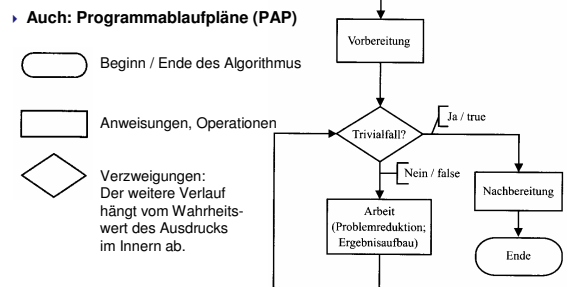 Auch: Programmablaufpläne (PAP)
Beginn / Ende des Algorithmus
Anweisungen, Operationen
Verzweigungen:
Der weitere Verlauf
hängt vom Wahrheits-
wert des Ausdrucks
im Innern ab.
Vorbereitung
Trivialfall?
Ja / true
Nein / false
Arbeit
(Problemreduktion;
Ergebnisaufbau)
Nachbereitung
Ende